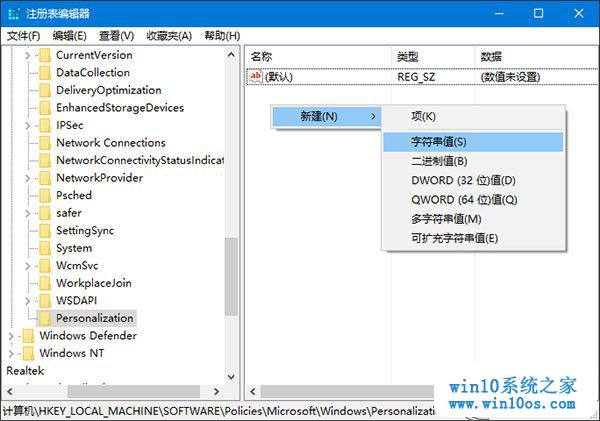 注册表编辑器
文件(F) 编辑(E) 查看(V) 收藏夹(A) 帮助(H)
CurrentVersion
DataCollection
DeliveryOptimization
EnhancedStorageDevices
IPSec
Network Connections
NetworkConnectivityStatusIndicat
NetworkProvider
Psched
safer
SettingSync
System
WcmSvc
WorkplaceJoin
WSDAPI
Personalization
Windows Defender
Windows NT
Realtek
名称 类型 数据
ab (默认) REG_SZ (数值未设置)
新建(N)
项(K)
字符串值(S)
二进制值(B)
DWORD (32 位)值(D)
QWORD (64 位)值(Q)
多字符串值(M)
可扩充字符串值(E)
计算机\HKEY_LOCAL_MACHINE\SOFTWARE\Policies\Microsoft\Windows\Personalizatio
win10系统之家
www.win10os.com